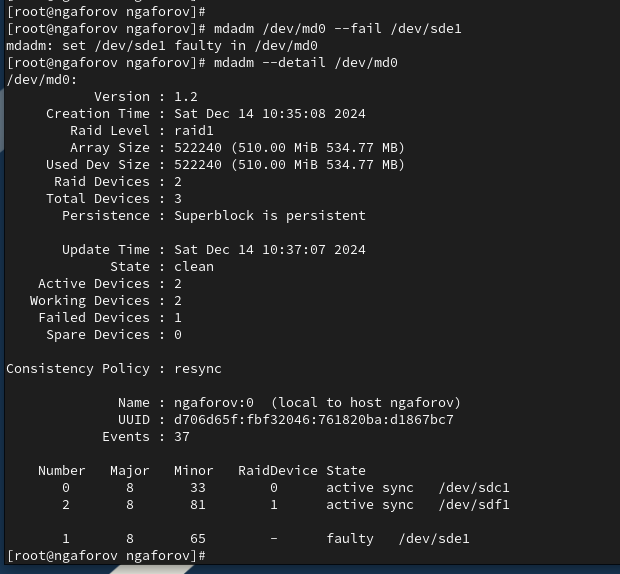 [root@ngaforov ngaforov]#
[root@ngaforov ngaforov]# mdadm /dev/md0 --fail /dev/sde1
mdadm: set /dev/sde1 faulty in /dev/md0
[root@ngaforov ngaforov]# mdadm --detail /dev/md0
/dev/md0:
           Version : 1.2
     Creation Time : Sat Dec 14 10:35:08 2024
        Raid Level : raid1
        Array Size : 522240 (510.00 MiB 534.77 MB)
     Used Dev Size : 522240 (510.00 MiB 534.77 MB)
      Raid Devices : 2
     Total Devices : 3
       Persistence : Superblock is persistent

       Update Time : Sat Dec 14 10:37:07 2024
             State : clean
    Active Devices : 2
   Working Devices : 2
    Failed Devices : 1
     Spare Devices : 0

Consistency Policy : resync

              Name : ngaforov:0  (local to host ngaforov)
              UUID : d706d65f:fbf32046:761820ba:d1867bc7
            Events : 37

    Number   Major   Minor   RaidDevice State
       0       8       33        0      active sync   /dev/sdc1
       2       8       81        1      active sync   /dev/sdf1

       1       8       65        -      faulty   /dev/sde1
[root@ngaforov ngaforov]#